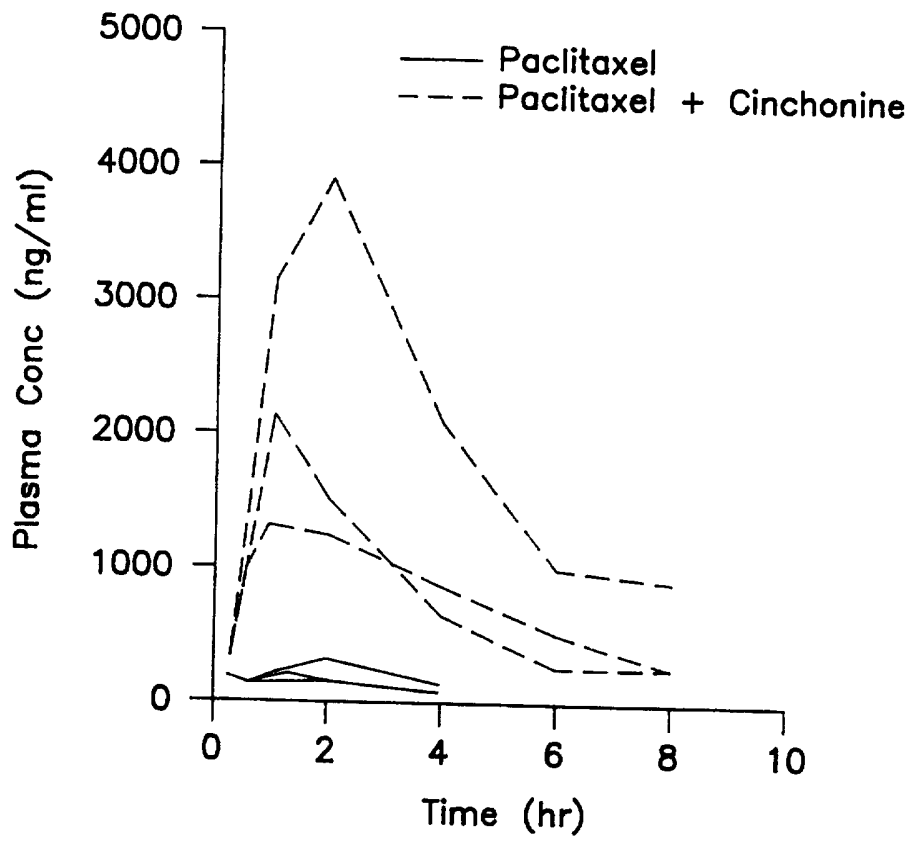 5000
4000
3000
2000
1000
0
Plasma Conc (ng/ml)
Paclitaxel
Paclitaxel + Cinchonine
0 2 4 6 8 10
Time (hr)